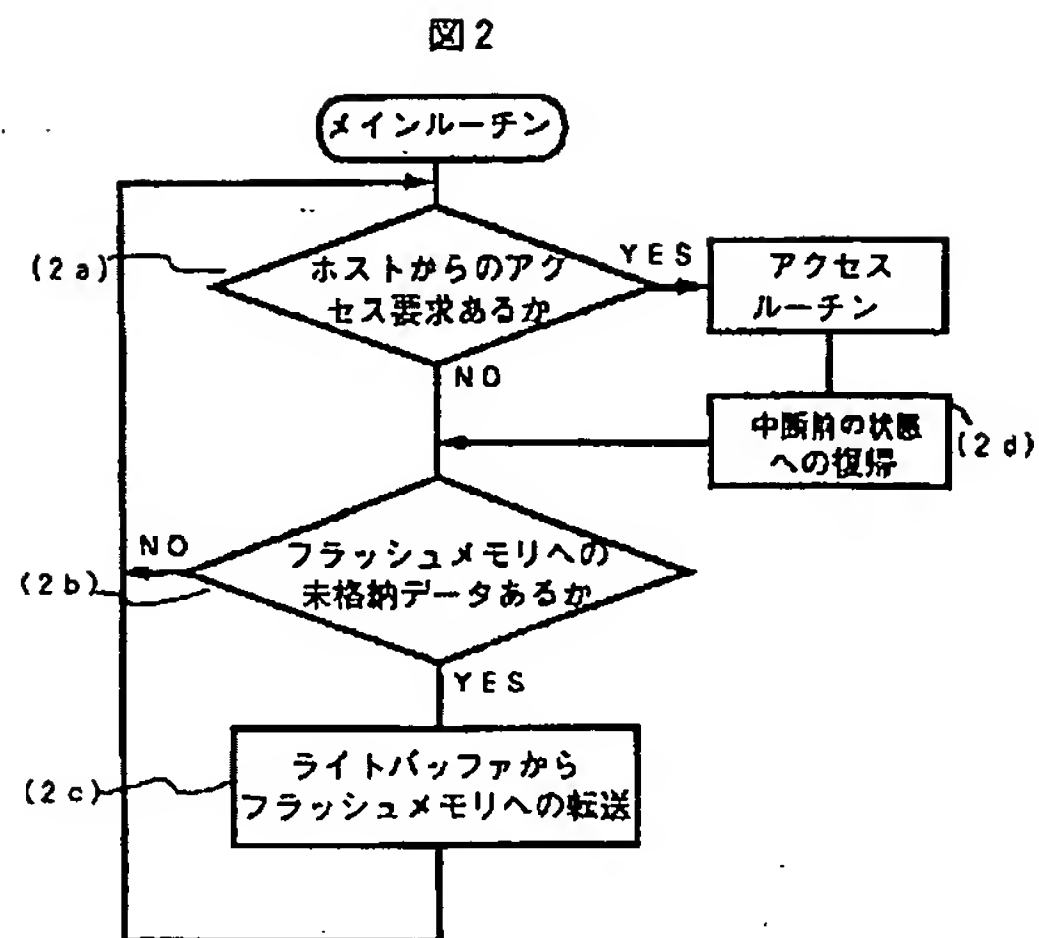 図2
メインルーチン
(2a)
ホストからのアク
セス要求あるか
YES
アクセス
ルーチン
NO
中断前の状態
への復帰
(2d)
NO
フラッシュメモリへの
未格納データあるか
(2b)
YES
ライトバッファから
フラッシュメモリへの転送
(2c)